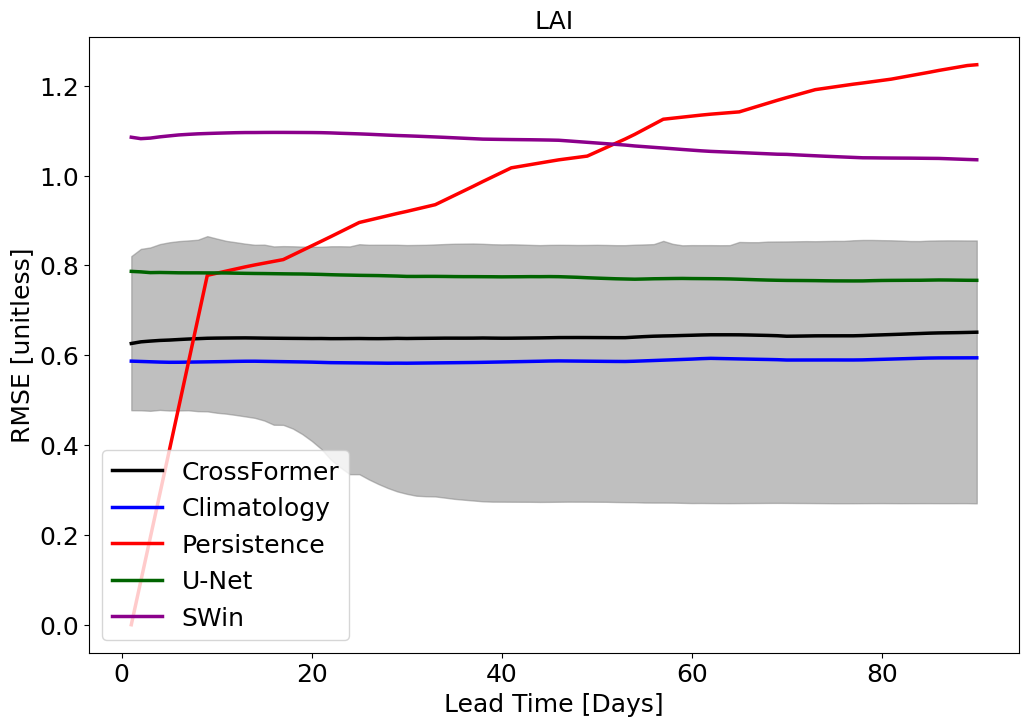 LAI
RMSE [unitless]
1.2
1.0
0.8
0.6
0.4
0.2
0.0
CrossFormer
Climatology
Persistence
U-Net
SWin
0
20
40
60
80
Lead Time [Days]